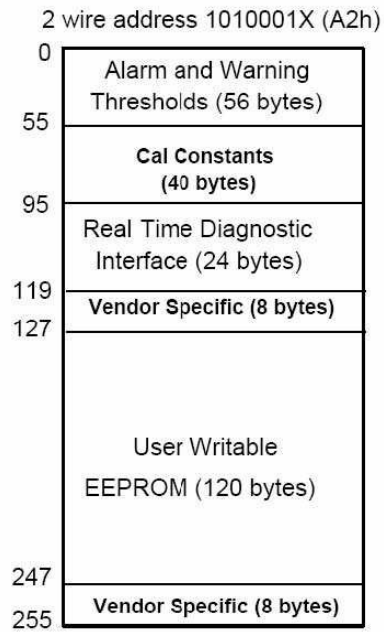 2 wire address 1010001X (A2h)
0
Alarm and Warning
Thresholds (56 bytes)
55
Cal Constants
(40 bytes)
95
Real Time Diagnostic
Interface (24 bytes)
119
Vendor Specific (8 bytes)
127
User Writable
EEPROM (120 bytes)
247
Vendor Specific (8 bytes)
255